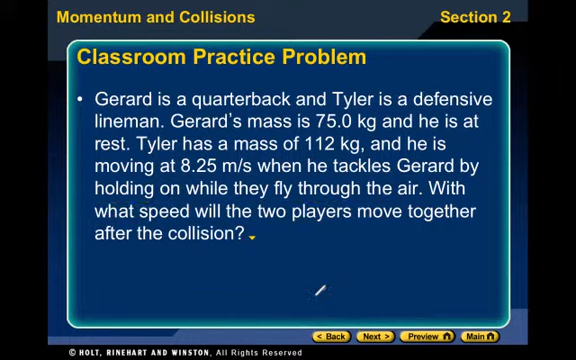 Momentum and Collisions
Section 2
Classroom Practice Problem
• Gerard is a quarterback and Tyler is a defensive
lineman. Gerard's mass is 75.0 kg and he is at
rest. Tyler has a mass of 112 kg, and he is
moving at 8.25 m/s when he tackles Gerard by
holding on while they fly through the air. With
what speed will the two players move together
after the collision?
Back
Next
Preview
Main
© HOLT, RINEHART AND WINSTON, All Rights Reserved